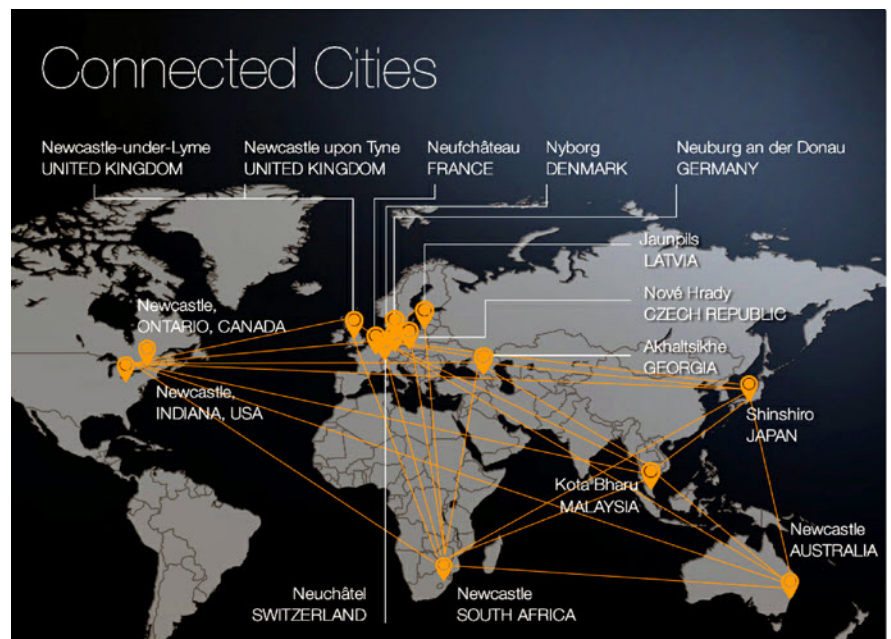 Connected Cities
Newcastle-under-Lyme
UNITED KINGDOM
Newcastle upon Tyne
UNITED KINGDOM
Neufchâteau
FRANCE
Nyborg
DENMARK
Neuburg an der Donau
GERMANY
Jaunpils
LATVIA
Nové Hrady
CZECH REPUBLIC
Akhaltsikhe
GEORGIA
Newcastle,
ONTARIO, CANADA
Newcastle,
INDIANA, USA
Shinshiro
JAPAN
Kota Bharu
MALAYSIA
Newcastle
AUSTRALIA
Neuchâtel
SWITZERLAND
Newcastle
SOUTH AFRICA